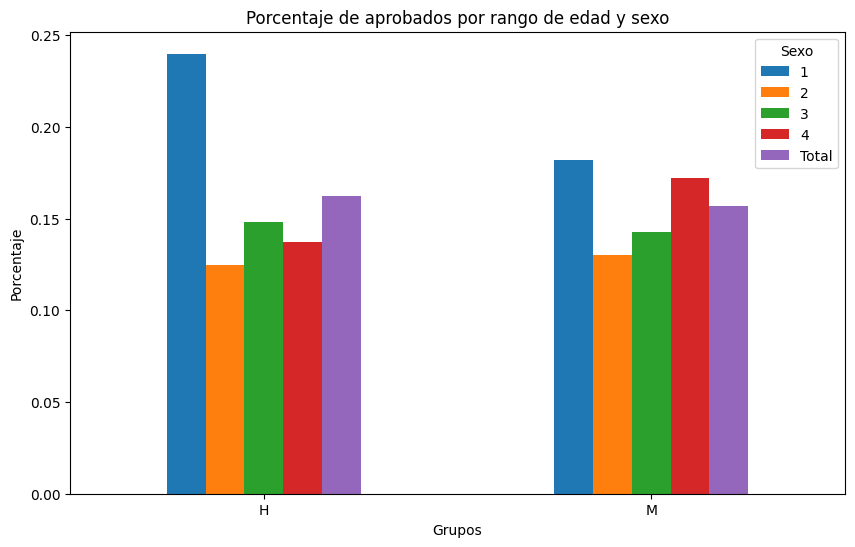 Porcentaje de aprobados por rango de edad y sexo
Sexo
1
2
3
4
Total
Porcentaje
0.25
0.20
0.15
0.10
0.05
0.00
H
M
Grupos